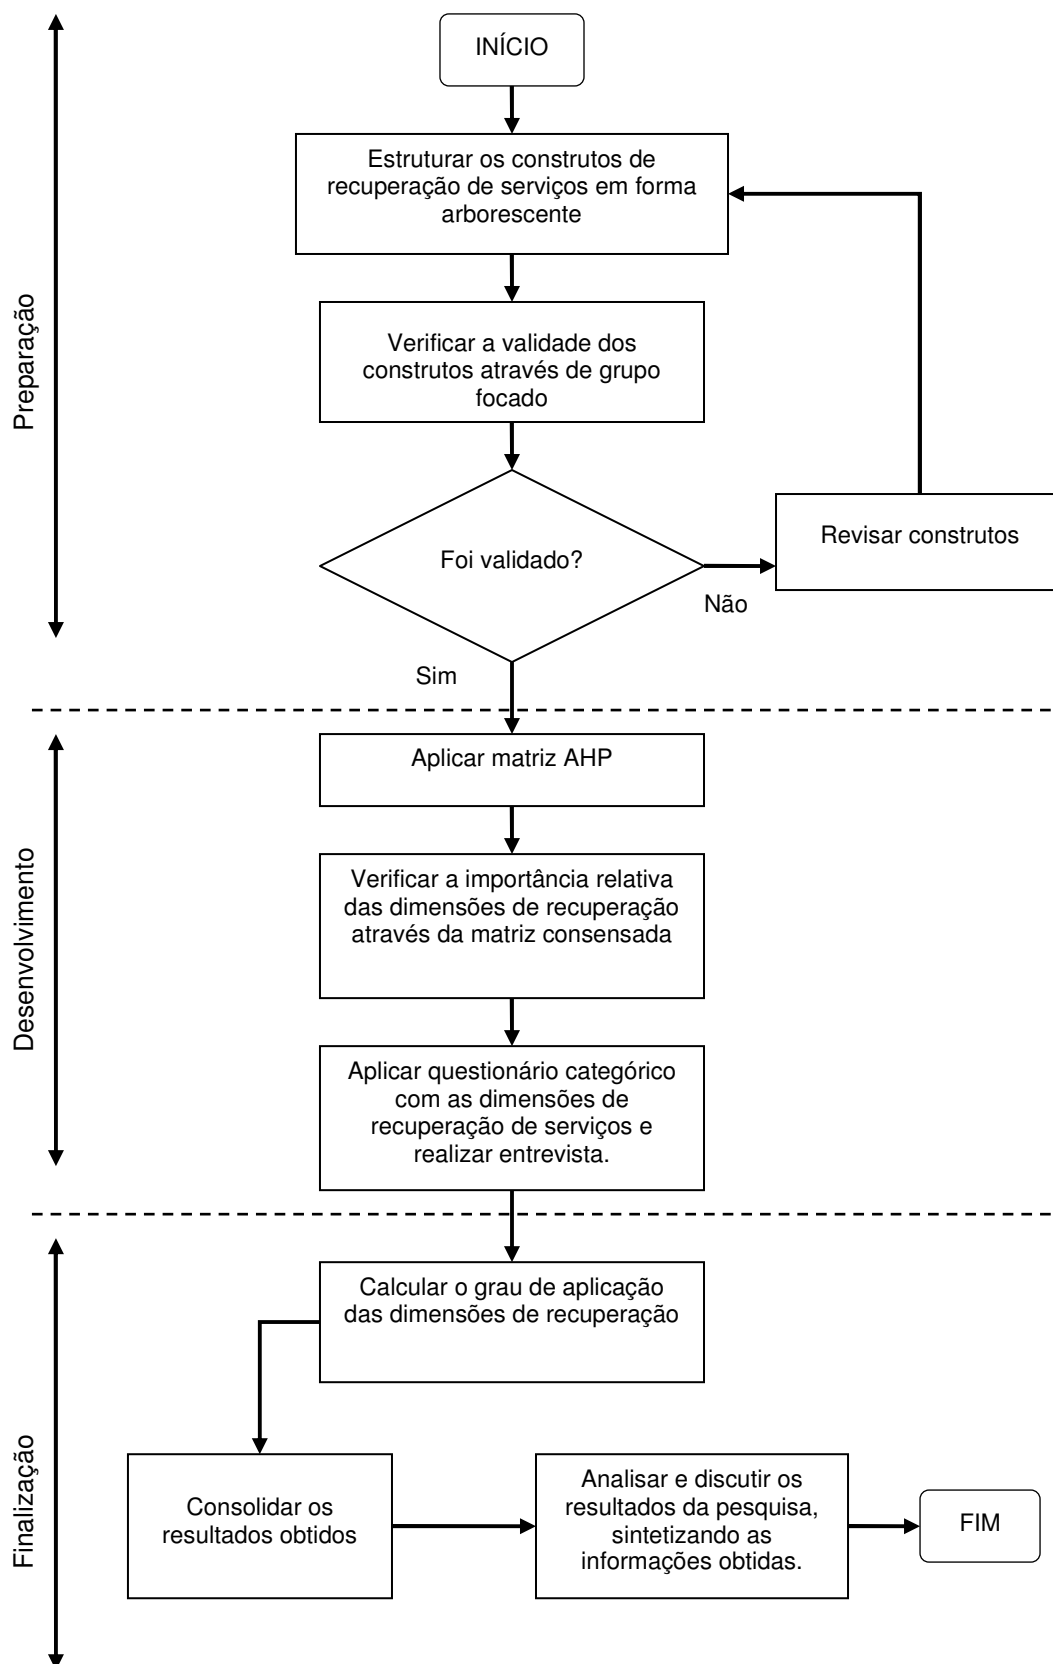 INÍCIO
Estruturar os construtos de
recuperação de serviços em forma
arborescente
Preparação
Verificar a validade dos
construtos através de grupo
focado
Foi validado?
Revisar construtos
Não
Sim
Desenvolvimento
Aplicar matriz AHP
Verificar a importância relativa
das dimensões de recuperação
através da matriz consensada
Aplicar questionário categórico
com as dimensões de
recuperação de serviços e
realizar entrevista.
Finalização
Calcular o grau de aplicação
das dimensões de recuperação
Consolidar os
resultados obtidos
Analisar e discutir os
resultados da pesquisa,
sintetizando as
informações obtidas.
FIM